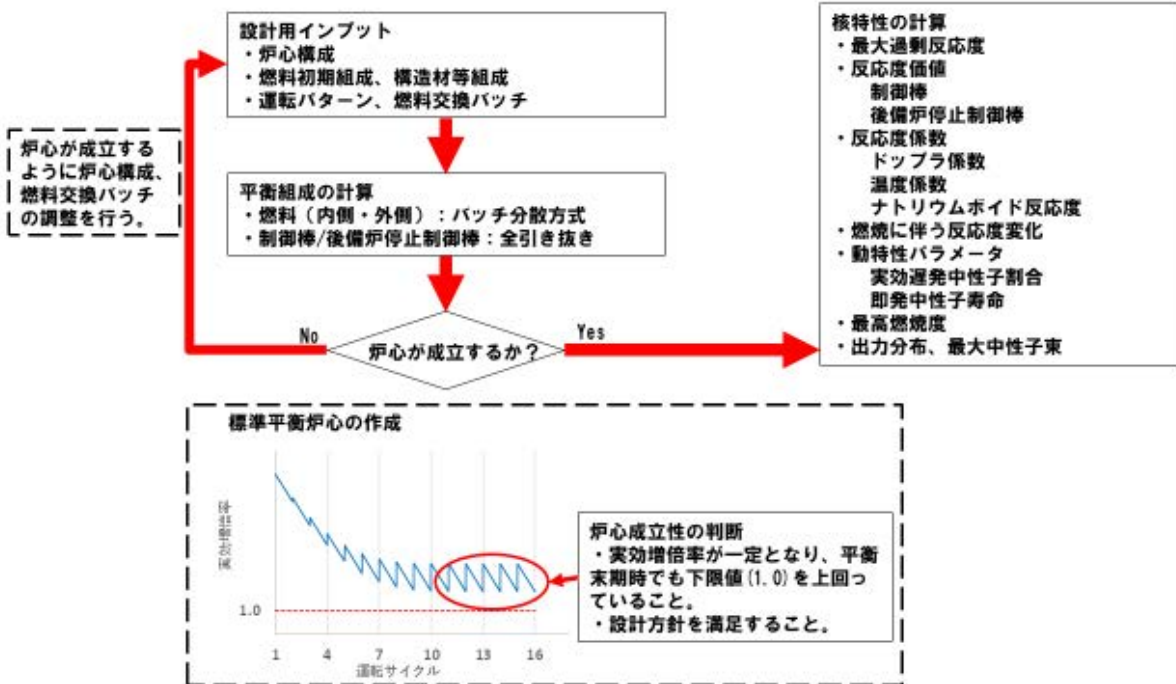 設計用インプット
・炉心構成
・燃料初期組成、構造材等組成
・運転パターン、燃料交換バッチ
炉心が成立する
ように炉心構成、
燃料交換バッチ
の調整を行う。
平衡組成の計算
・燃料（内側・外側）：バッチ分散方式
・制御棒/後備炉停止制御棒：全引き抜き
No
炉心が成立するか？
Yes
核特性の計算
・最大過剰反応度
・反応度価値
制御棒
後備炉停止制御棒
・反応度係数
ドップラ係数
温度係数
ナトリウムボイド反応度
・燃焼に伴う反応度変化
・動特性パラメータ
実効遅発中性子割合
即発中性子寿命
・最高燃焼度
・出力分布、最大中性子束
標準平衡炉心の作成
実効増倍率
1.0
1 4 7 10 13 16
運転サイクル
炉心成立性の判断
・実効増倍率が一定となり、平衡
末期時でも下限値(1.0)を上回っ
ていること。
・設計方針を満足すること。